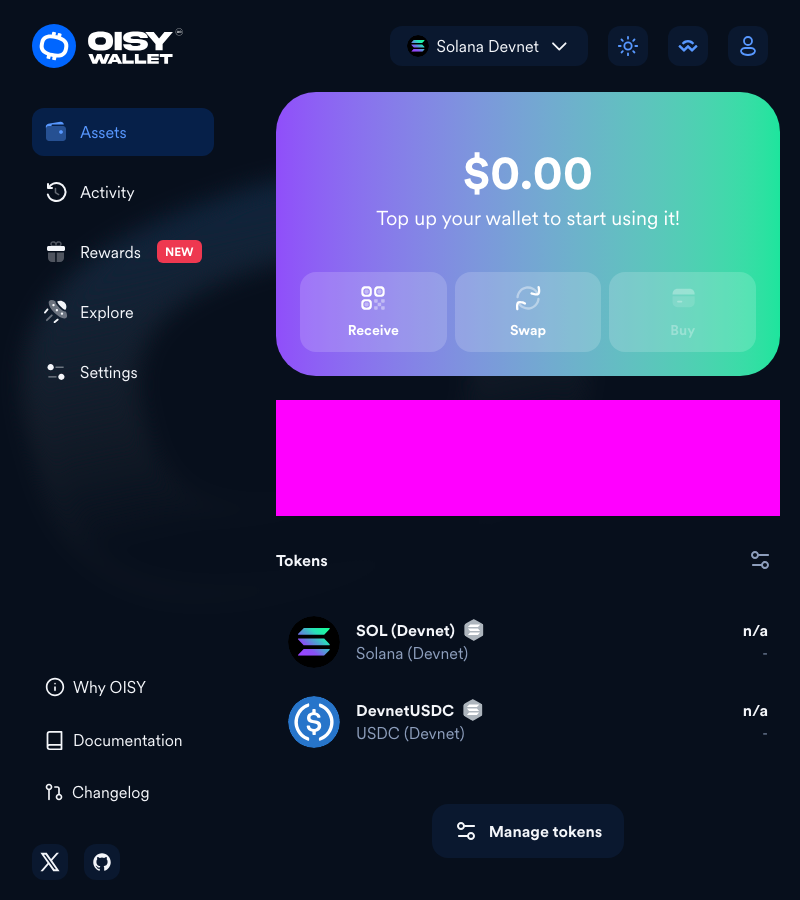 OISY
WALLET
Solana Devnet
Assets
Activity
Rewards NEW
Explore
Settings
$0.00
Top up your wallet to start using it!
Receive
Swap
Buy
Tokens
SOL (Devnet)
n/a
Solana (Devnet)
-
DevnetUSDC
n/a
USDC (Devnet)
-
Why OISY
Documentation
Changelog
Manage tokens